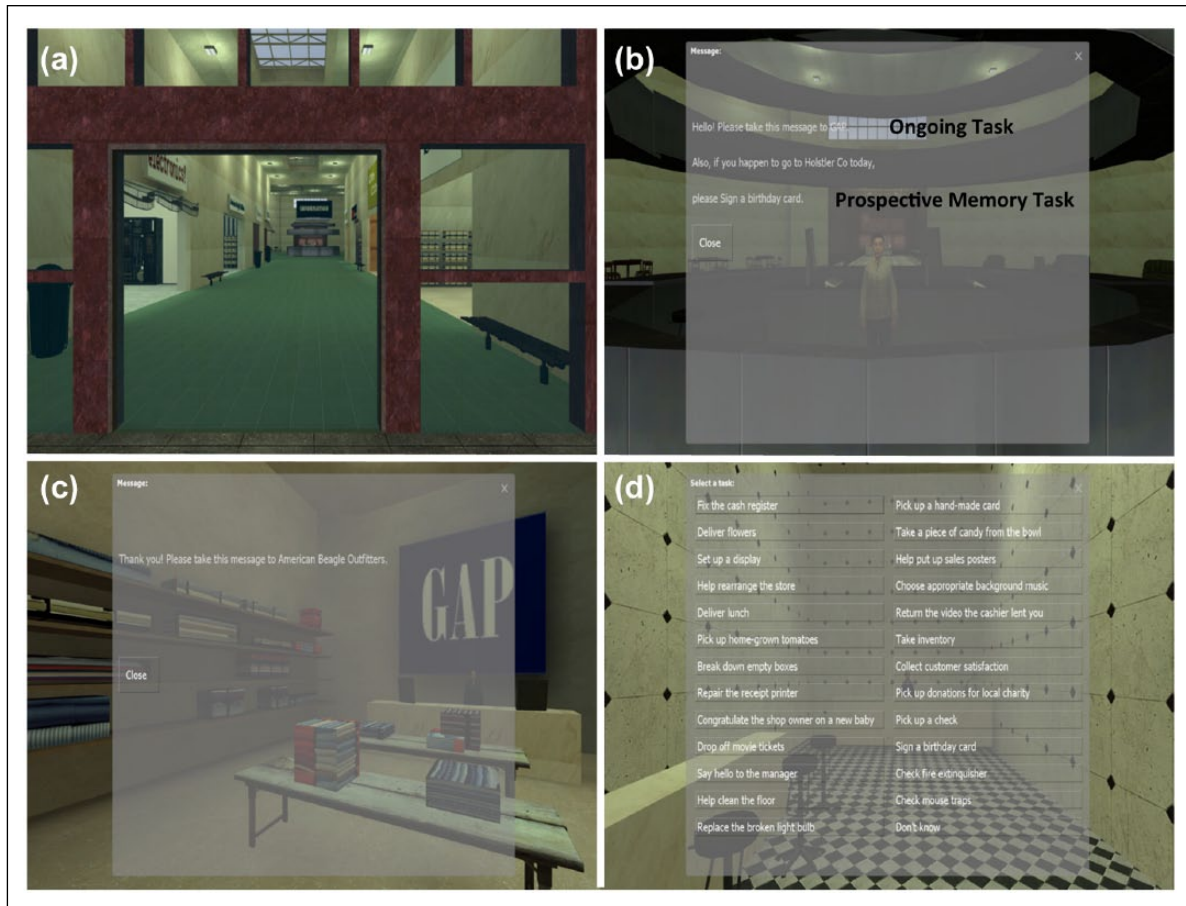 (a)
electronics!
(b)
Message:
X
Hello! Please take this message to GAP.
Ongoing Task
Also, if you happen to go to Holstler Co today,
please Sign a birthday card.
Prospective Memory Task
Close
(c)
Message:
X
Thank you! Please take this message to American Beagle Outfitters.
GAP
Close
(d)
Select a task:
X
Fix the cash register
Pick up a hand-made card
Deliver flowers
Take a piece of candy from the bowl
Set up a display
Help put up sales posters
Help rearrange the store
Choose appropriate background music
Deliver lunch
Return the video the cashier lent you
Pick up home-grown tomatoes
Take inventory
Break down empty boxes
Collect customer satisfaction
Repair the receipt printer
Pick up donations for local charity
Congratulate the shop owner on a new baby
Pick up a check
Drop off movie tickets
Sign a birthday card
Say hello to the manager
Check fire extinguisher
Help clean the floor
Check mouse traps
Replace the broken light bulb
Don't know